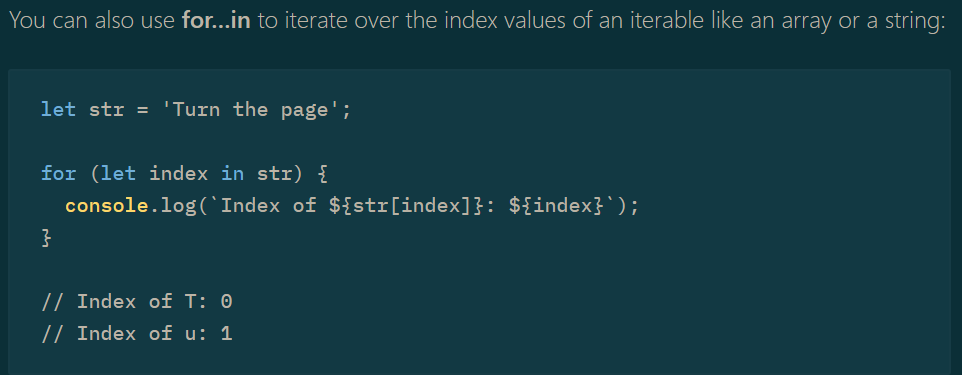 You can also use for...in to iterate over the index values of an iterable like an array or a string:
let str = 'Turn the page';
for (let index in str) {
console.log(`Index of ${str[index]}: ${index}`);
}
// Index of T: 0
// Index of u: 1